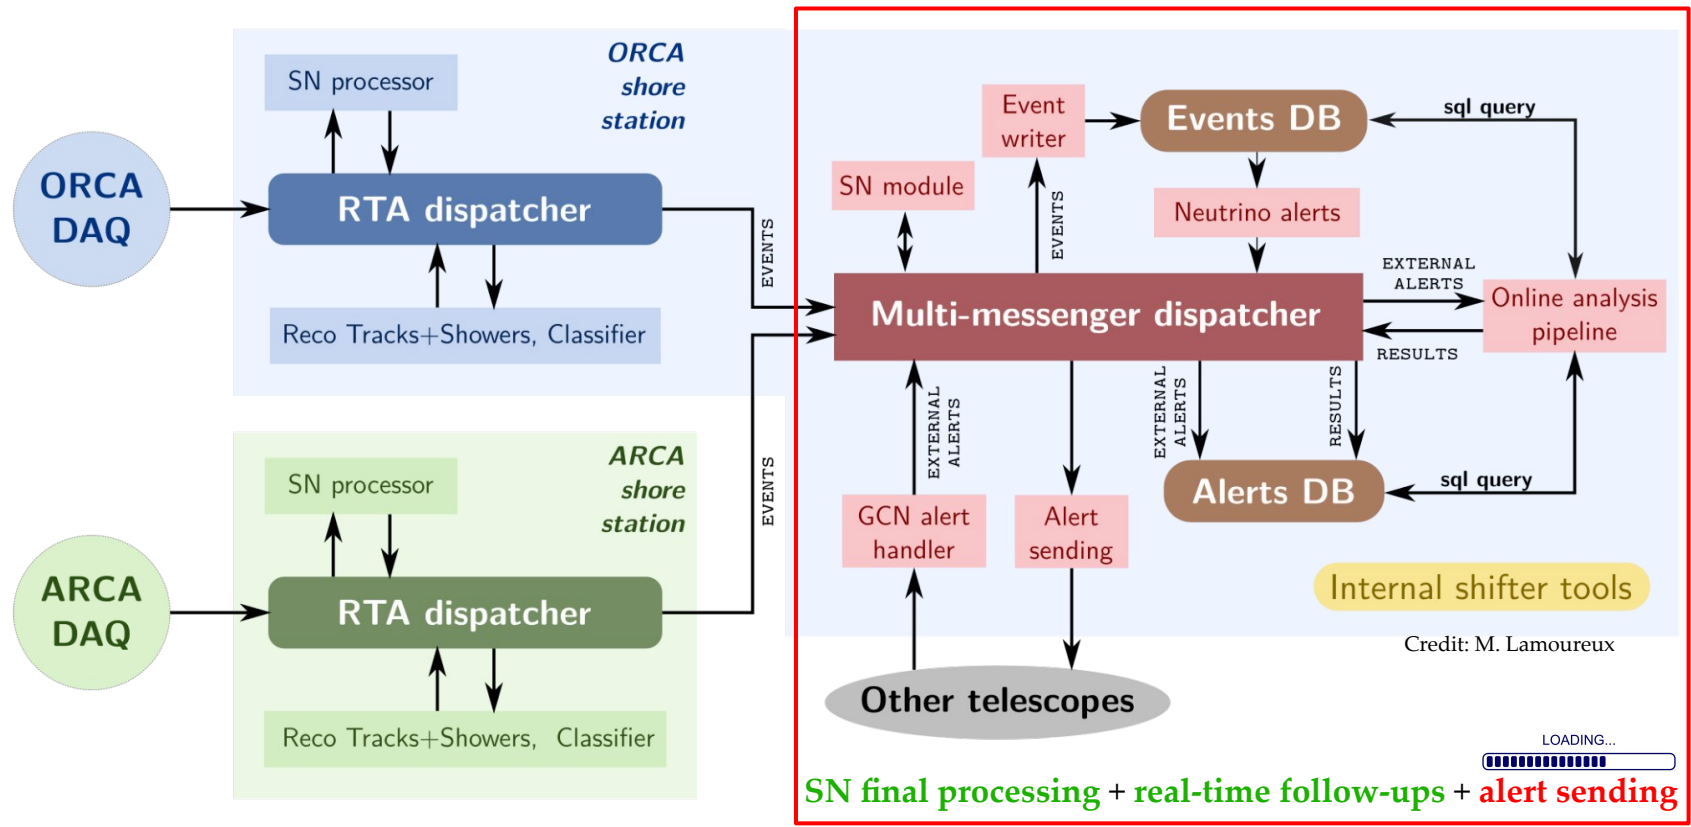 ORCA
DAQ
SN processor
ORCA
shore
station
RTA dispatcher
Reco Tracks+Showers, Classifier
EVENTS
ARCA
DAQ
SN processor
ARCA
shore
station
RTA dispatcher
Reco Tracks+Showers, Classifier
EVENTS
Event
writer
Events DB
sql query
SN module
EVENTS
Neutrino alerts
Multi-messenger dispatcher
EXTERNAL
ALERTS
Online analysis
pipeline
RESULTS
EXTERNAL
ALERTS
EXTERNAL
ALERTS
RESULTS
GCN alert
handler
Alert
sending
Alerts DB
sql query
Internal shifter tools
Credit: M. Lamoureux
Other telescopes
LOADING...
SN final processing + real-time follow-ups + alert sending